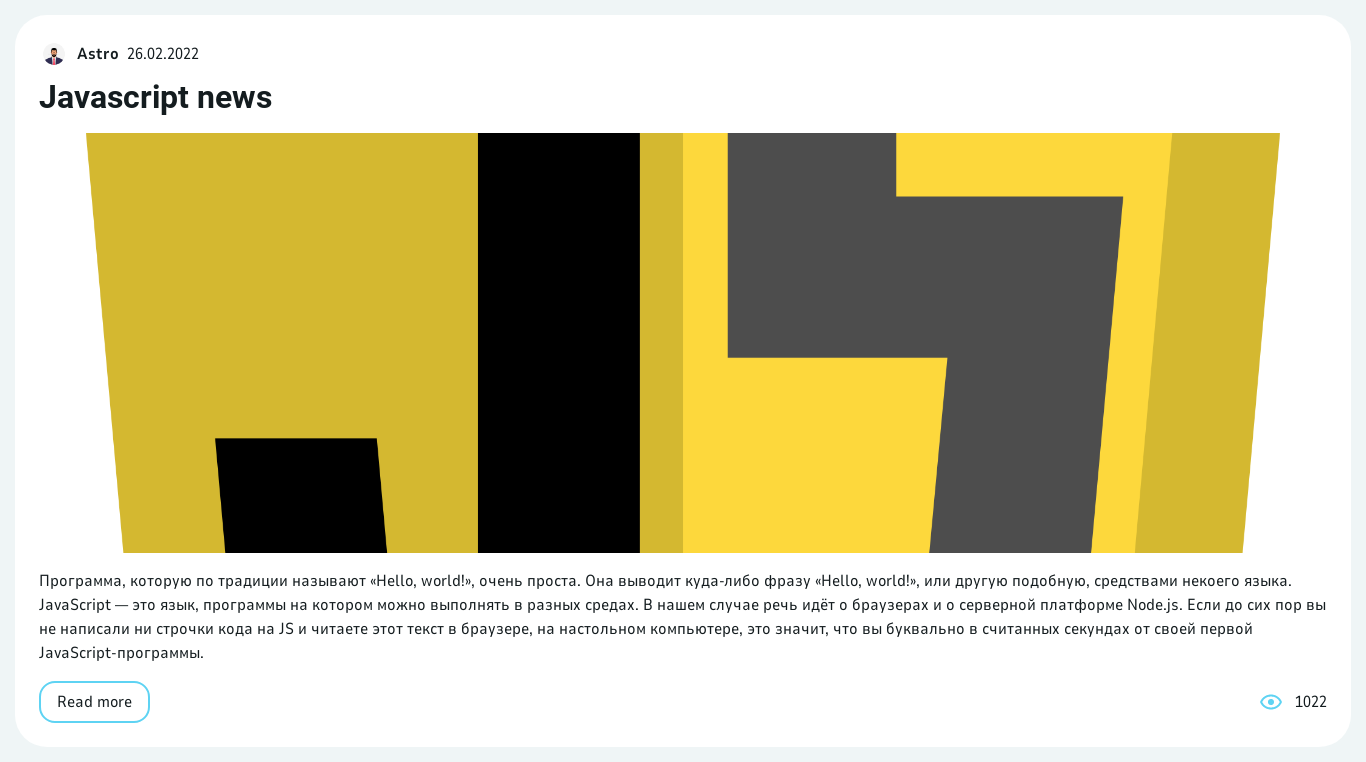 Astro 26.02.2022
Javascript news
Программа, которую по традиции называют «Hello, world!», очень проста. Она выводит куда-либо фразу «Hello, world!», или другую подобную, средствами некоего языка.
JavaScript — это язык, программы на котором можно выполнять в разных средах. В нашем случае речь идёт о браузерах и о серверной платформе Node.js. Если до сих пор вы
не написали ни строчки кода на JS и читаете этот текст в браузере, на настольном компьютере, это значит, что вы буквально в считанных секундах от своей первой
JavaScript-программы.
Read more 1022